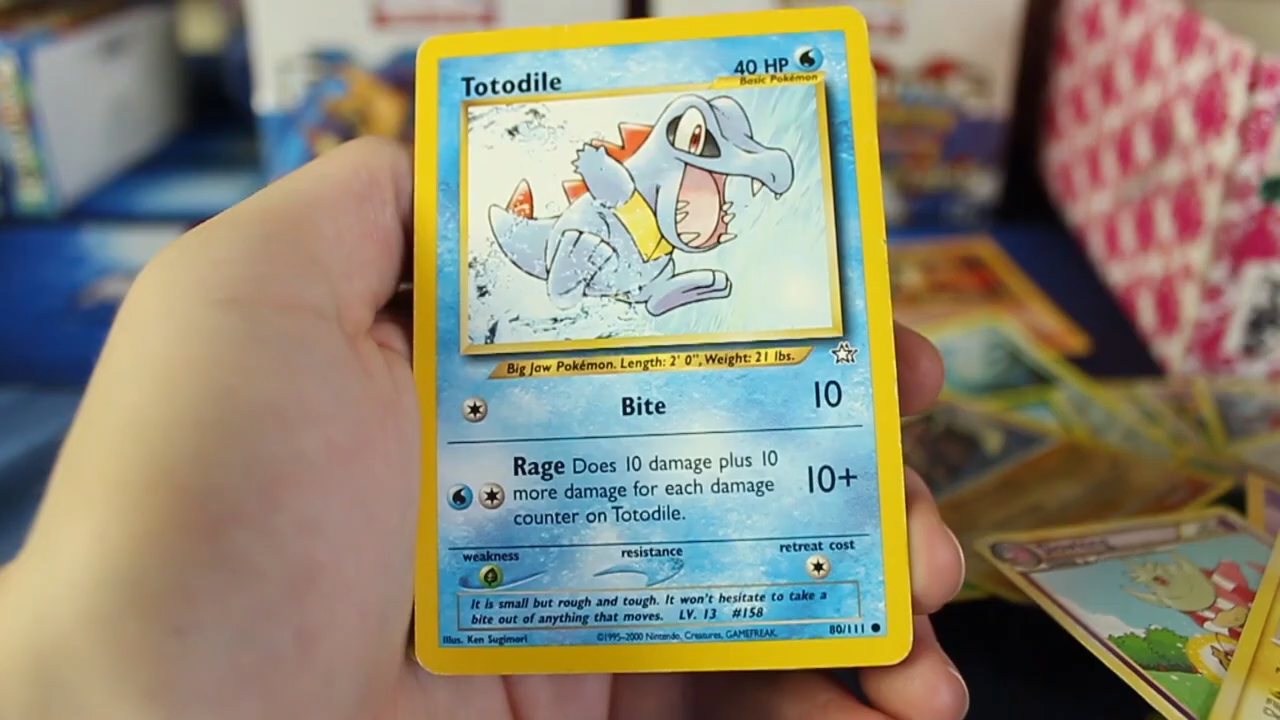 Totodile
40 HP
Basic Pokémon
Big Jaw Pokémon. Length: 2' 0", Weight: 21 lbs.
Bite 10
Rage Does 10 damage plus 10
more damage for each damage
counter on Totodile.
10+
weakness resistance retreat cost
It is small but rough and tough. It won't hesitate to take a
bite out of anything that moves. LV. 13 #158
Illus. Ken Sugimori ©1995-2000 Nintendo, Creatures, GAMEFREAK. 80/111